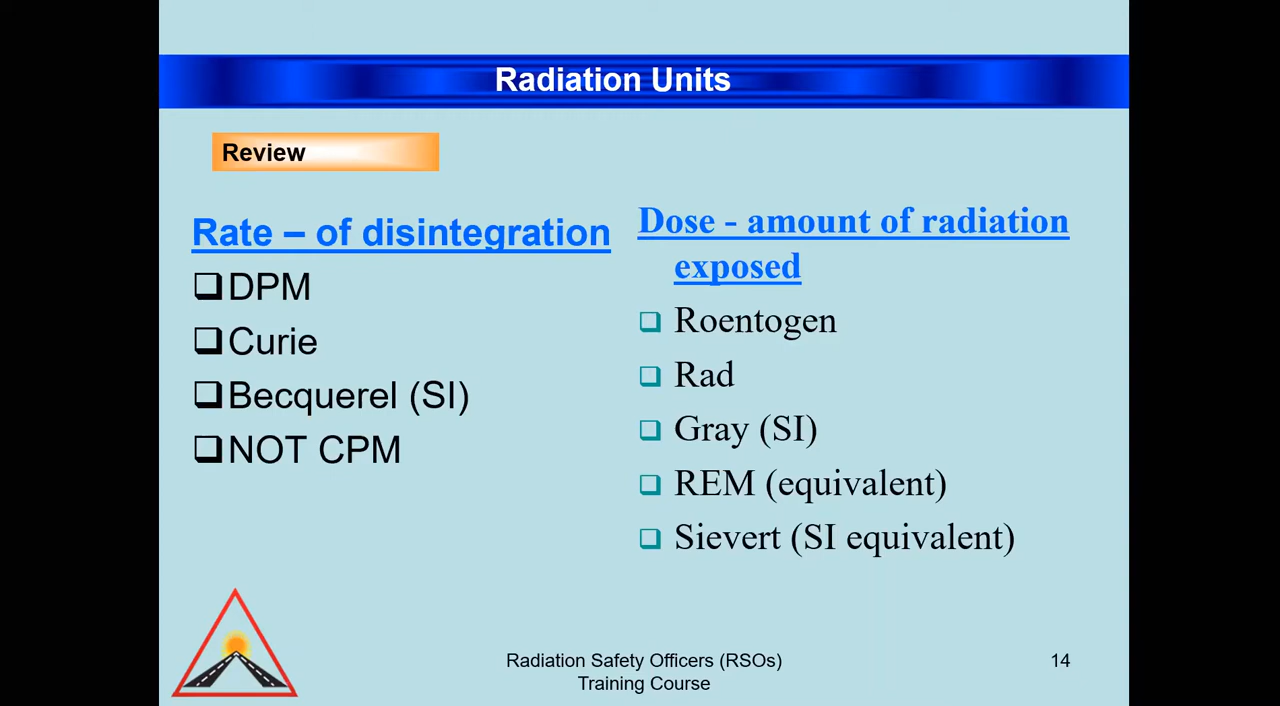 Radiation Units
Review
Rate – of disintegration
DPM
Curie
Becquerel (SI)
NOT CPM
Dose - amount of radiation
exposed
Roentogen
Rad
Gray (SI)
REM (equivalent)
Sievert (SI equivalent)
Radiation Safety Officers (RSOs)
Training Course
14